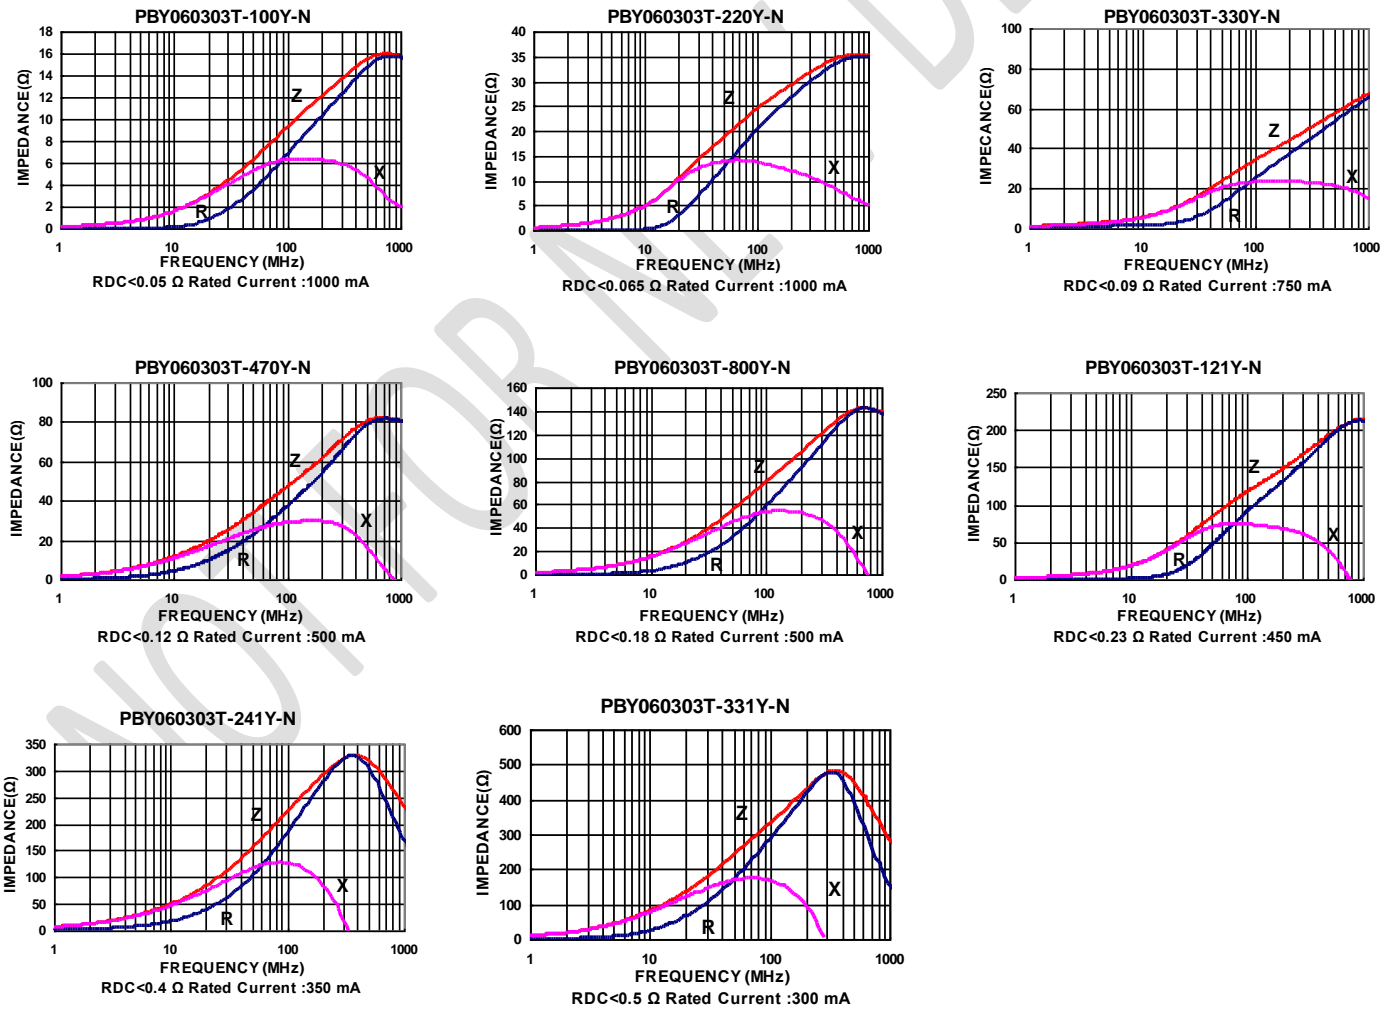 PBY060303T-100Y-N
IMPEDANCE(Ω)
18
16
14
12
10
8
6
4
2
0
Z
X
R
1
10
100
1000
FREQUENCY (MHz)
RDC<0.05 Ω Rated Current :1000 mA
PBY060303T-220Y-N
IMPEDANCE(Ω)
40
35
30
25
20
15
10
5
0
Z
X
R
1
10
100
1000
FREQUENCY (MHz)
RDC<0.065 Ω Rated Current :1000 mA
PBY060303T-330Y-N
IMPECANCE(Ω)
100
80
60
40
20
0
Z
X
R
1
10
100
1000
FREQUENCY (MHz)
RDC<0.09 Ω Rated Current :750 mA
PBY060303T-470Y-N
IMPEDANCE(Ω)
100
80
60
40
20
0
Z
X
R
1
10
100
1000
FREQUENCY (MHz)
RDC<0.12 Ω Rated Current :500 mA
PBY060303T-800Y-N
IMPEDANCE(Ω)
160
140
120
100
80
60
40
20
0
Z
X
R
1
10
100
1000
FREQUENCY (MHz)
RDC<0.18 Ω Rated Current :500 mA
PBY060303T-121Y-N
IMPEDANCE(Ω)
250
200
150
100
50
0
Z
X
R
1
10
100
1000
FREQUENCY (MHz)
RDC<0.23 Ω Rated Current :450 mA
PBY060303T-241Y-N
IMPEDANCE(Ω)
350
300
250
200
150
100
50
0
Z
X
R
1
10
100
1000
FREQUENCY (MHz)
RDC<0.4 Ω Rated Current :350 mA
PBY060303T-331Y-N
IMPEDANCE(Ω)
600
500
400
300
200
100
0
Z
X
R
1
10
100
1000
FREQUENCY (MHz)
RDC<0.5 Ω Rated Current :300 mA
NOT FOR NE